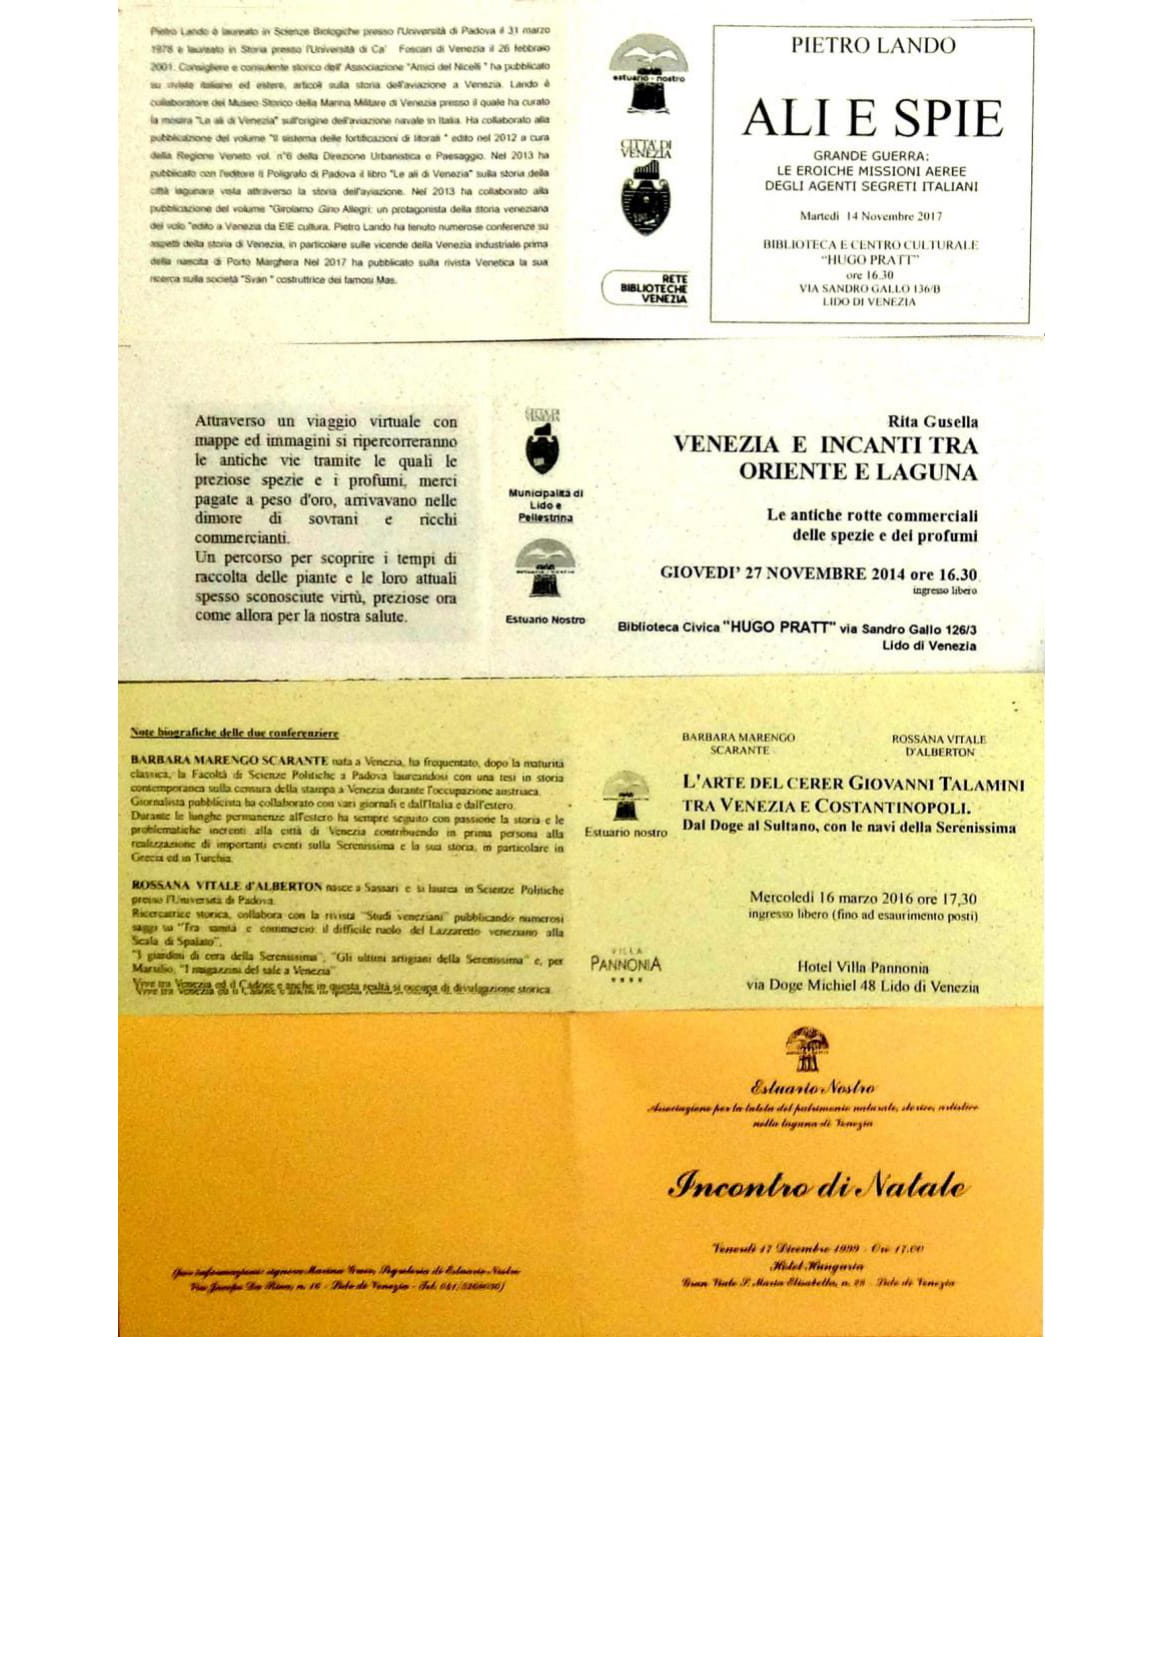 Pietro Lando è laureato in Scienze Biologiche presso l'Università di Padova il 31 marzo
1978 e laureato in Storia presso l'Università di Ca' Foscari di Venezia il 26 febbraio
2001. Consigliere e consulente storico dell' Associazione "Amici del Nicelli " ha pubblicato
su riviste italiane ed estere, articoli sulla storia dell'aviazione a Venezia. Lando è
collaboratore del Museo Storico della Marina Militare di Venezia presso il quale ha curato
la mostra "Le ali di Venezia" sull'origine dell'aviazione navale in Italia. Ha collaborato alla
pubblicazione del volume "Il sistema delle fortificazioni di litorali " edito nel 2012 a cura
della Regione Veneto vol. n°6 della Direzione Urbanistica e Paesaggio. Nel 2013 ha
pubblicato con l'editore Il Poligrafo di Padova il libro "Le ali di Venezia" sulla storia della
città lagunare vista attraverso la storia dell'aviazione. Nel 2013 ha collaborato alla
pubblicazione del volume "Girolamo Gino Allegri: un protagonista della storia veneziana
del volo "edito a Venezia da EIE cultura. Pietro Lando ha tenuto numerose conferenze su
aspetti della storia di Venezia, in particolare sulle vicende della Venezia industriale prima
della nascita di Porto Marghera Nel 2017 ha pubblicato sulla rivista Venetica la sua
ricerca sulla società "Svan " costruttrice dei famosi Mas.
estuario - nostro
CITTA' DI
VENEZIA
RETE
BIBLIOTECHE
VENEZIA
PIETRO LANDO
ALI E SPIE
GRANDE GUERRA:
LE EROICHE MISSIONI AEREE
DEGLI AGENTI SEGRETI ITALIANI
Martedì 14 Novembre 2017
BIBLIOTECA E CENTRO CULTURALE
"HUGO PRATT"
ore 16.30
VIA SANDRO GALLO 136/B
LIDO DI VENEZIA
Attraverso un viaggio virtuale con
mappe ed immagini si ripercorreranno
le antiche vie tramite le quali le
preziose spezie e i profumi, merci
pagate a peso d'oro, arrivavano nelle
dimore di sovrani e ricchi
commercianti.
Un percorso per scoprire i tempi di
raccolta delle piante e le loro attuali
spesso sconosciute virtù, preziose ora
come allora per la nostra salute.
CITTA' DI
VENEZIA
Municipalità di
Lido e
Pellestrina
Estuario Nostro
Rita Gusella
VENEZIA E INCANTI TRA
ORIENTE E LAGUNA
Le antiche rotte commerciali
delle spezie e dei profumi
GIOVEDI' 27 NOVEMBRE 2014 ore 16.30
ingresso libero
Biblioteca Civica "HUGO PRATT" via Sandro Gallo 126/3
Lido di Venezia
Note biografiche delle due conferenziere
BARBARA MARENGO SCARANTE nata a Venezia, ha frequentato, dopo la maturità
classica, la Facoltà di Scienze Politiche a Padova laureandosi con una tesi in storia
contemporanea sulla censura della stampa a Venezia durante l'occupazione austriaca.
Giornalista pubblicista ha collaborato con vari giornali e dall'Italia e dall'estero.
Durante le lunghe permanenze all'estero ha sempre seguito con passione la storia e le
problematiche inerenti alla città di Venezia contribuendo in prima persona alla
realizzazione di importanti eventi sulla Serenissima e la sua storia, in particolare in
Grecia ed in Turchia.
ROSSANA VITALE d'ALBERTON nasce a Sassari e si laurea in Scienze Politiche
presso l'Università di Padova.
Ricercatrice storica, collabora con la rivista "Studi veneziani" pubblicando numerosi
saggi su "Tra sanità e commercio: il difficile ruolo del Lazzaretto veneziano alla
Scala di Spalato",
"I giardini di cera della Serenissima", "Gli ultimi artigiani della Serenissima" e, per
Marsilio, "I magazzini del sale a Venezia"
Vive tra Venezia ed il Cadore e anche in questa realtà si occupa di divulgazione storica.
Estuario nostro
VILLA
PANNONIA
BARBARA MARENGO SCARANTE
ROSSANA VITALE D'ALBERTON
L'ARTE DEL CERER GIOVANNI TALAMINI
TRA VENEZIA E COSTANTINOPOLI.
Dal Doge al Sultano, con le navi della Serenissima
Mercoledì 16 marzo 2016 ore 17,30
ingresso libero (fino ad esaurimento posti)
Hotel Villa Pannonia
via Doge Michiel 48 Lido di Venezia
Estuario Nostro
Associazione per la tutela del patrimonio naturale, storico, artistico
nella laguna di Venezia
Incontro di Natale
Venerdì 17 Dicembre 1999 - Ore 17.00
Hotel Hungaria
Gran Viale S. Maria Elisabetta, n. 28 - Lido di Venezia
(per informazioni: signora Marina Segreteria di Estuario Nostro
Via n. 16 - Lido di Venezia - Tel.